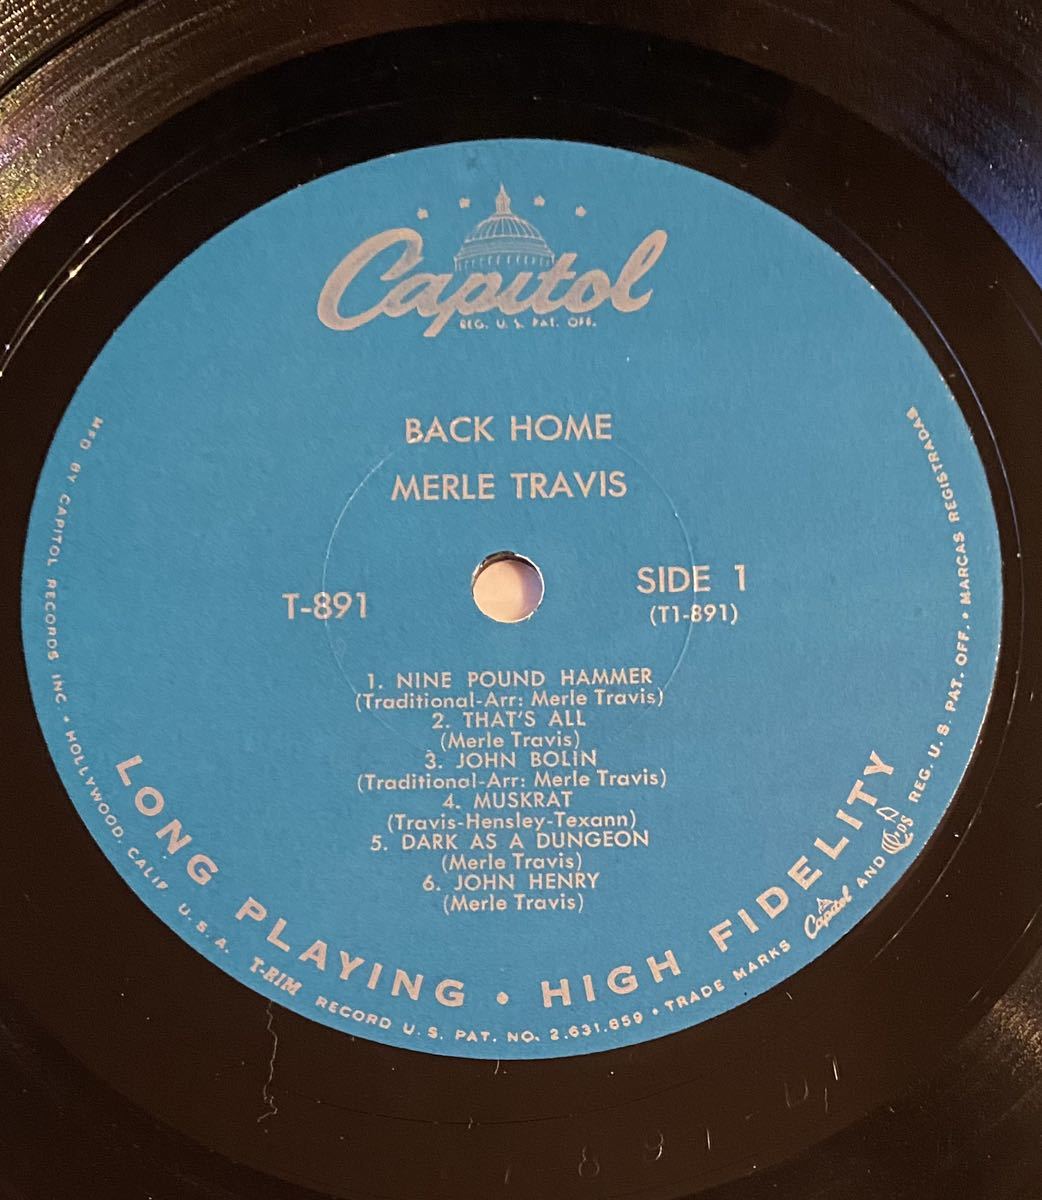 Capitol
REG. U. S. PAT. OFF.
BACK HOME
MERLE TRAVIS
T-891
SIDE 1
(T1-891)
1. NINE POUND HAMMER
(Traditional-Arr: Merle Travis)
2. THAT'S ALL
(Merle Travis)
3. JOHN BOLIN
(Traditional-Arr: Merle Travis)
4. MUSKRAT
(Travis-Hensley-Texann)
5. DARK AS A DUNGEON
(Merle Travis)
6. JOHN HENRY
(Merle Travis)
LONG PLAYING • HIGH FIDELITY
MFD BY CAPITOL RECORDS INC • HOLLYWOOD, CALIF U.S.A. T-RIM RECORD U.S. PAT. NO. 2,631,859 • TRADE MARKS Capitol AND REG. U.S. PAT. OFF. • MARCAS REGISTRADAS
891